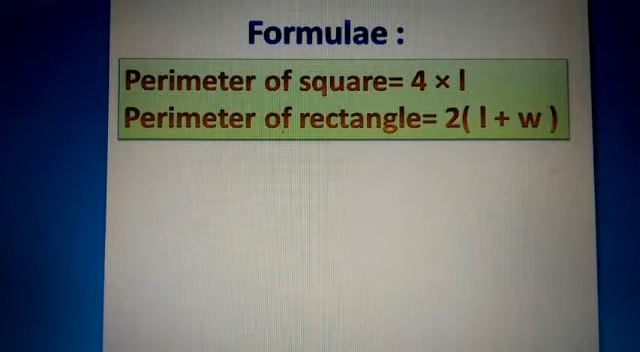 Formulae :
Perimeter of square= 4 × l
Perimeter of rectangle= 2( l + w )